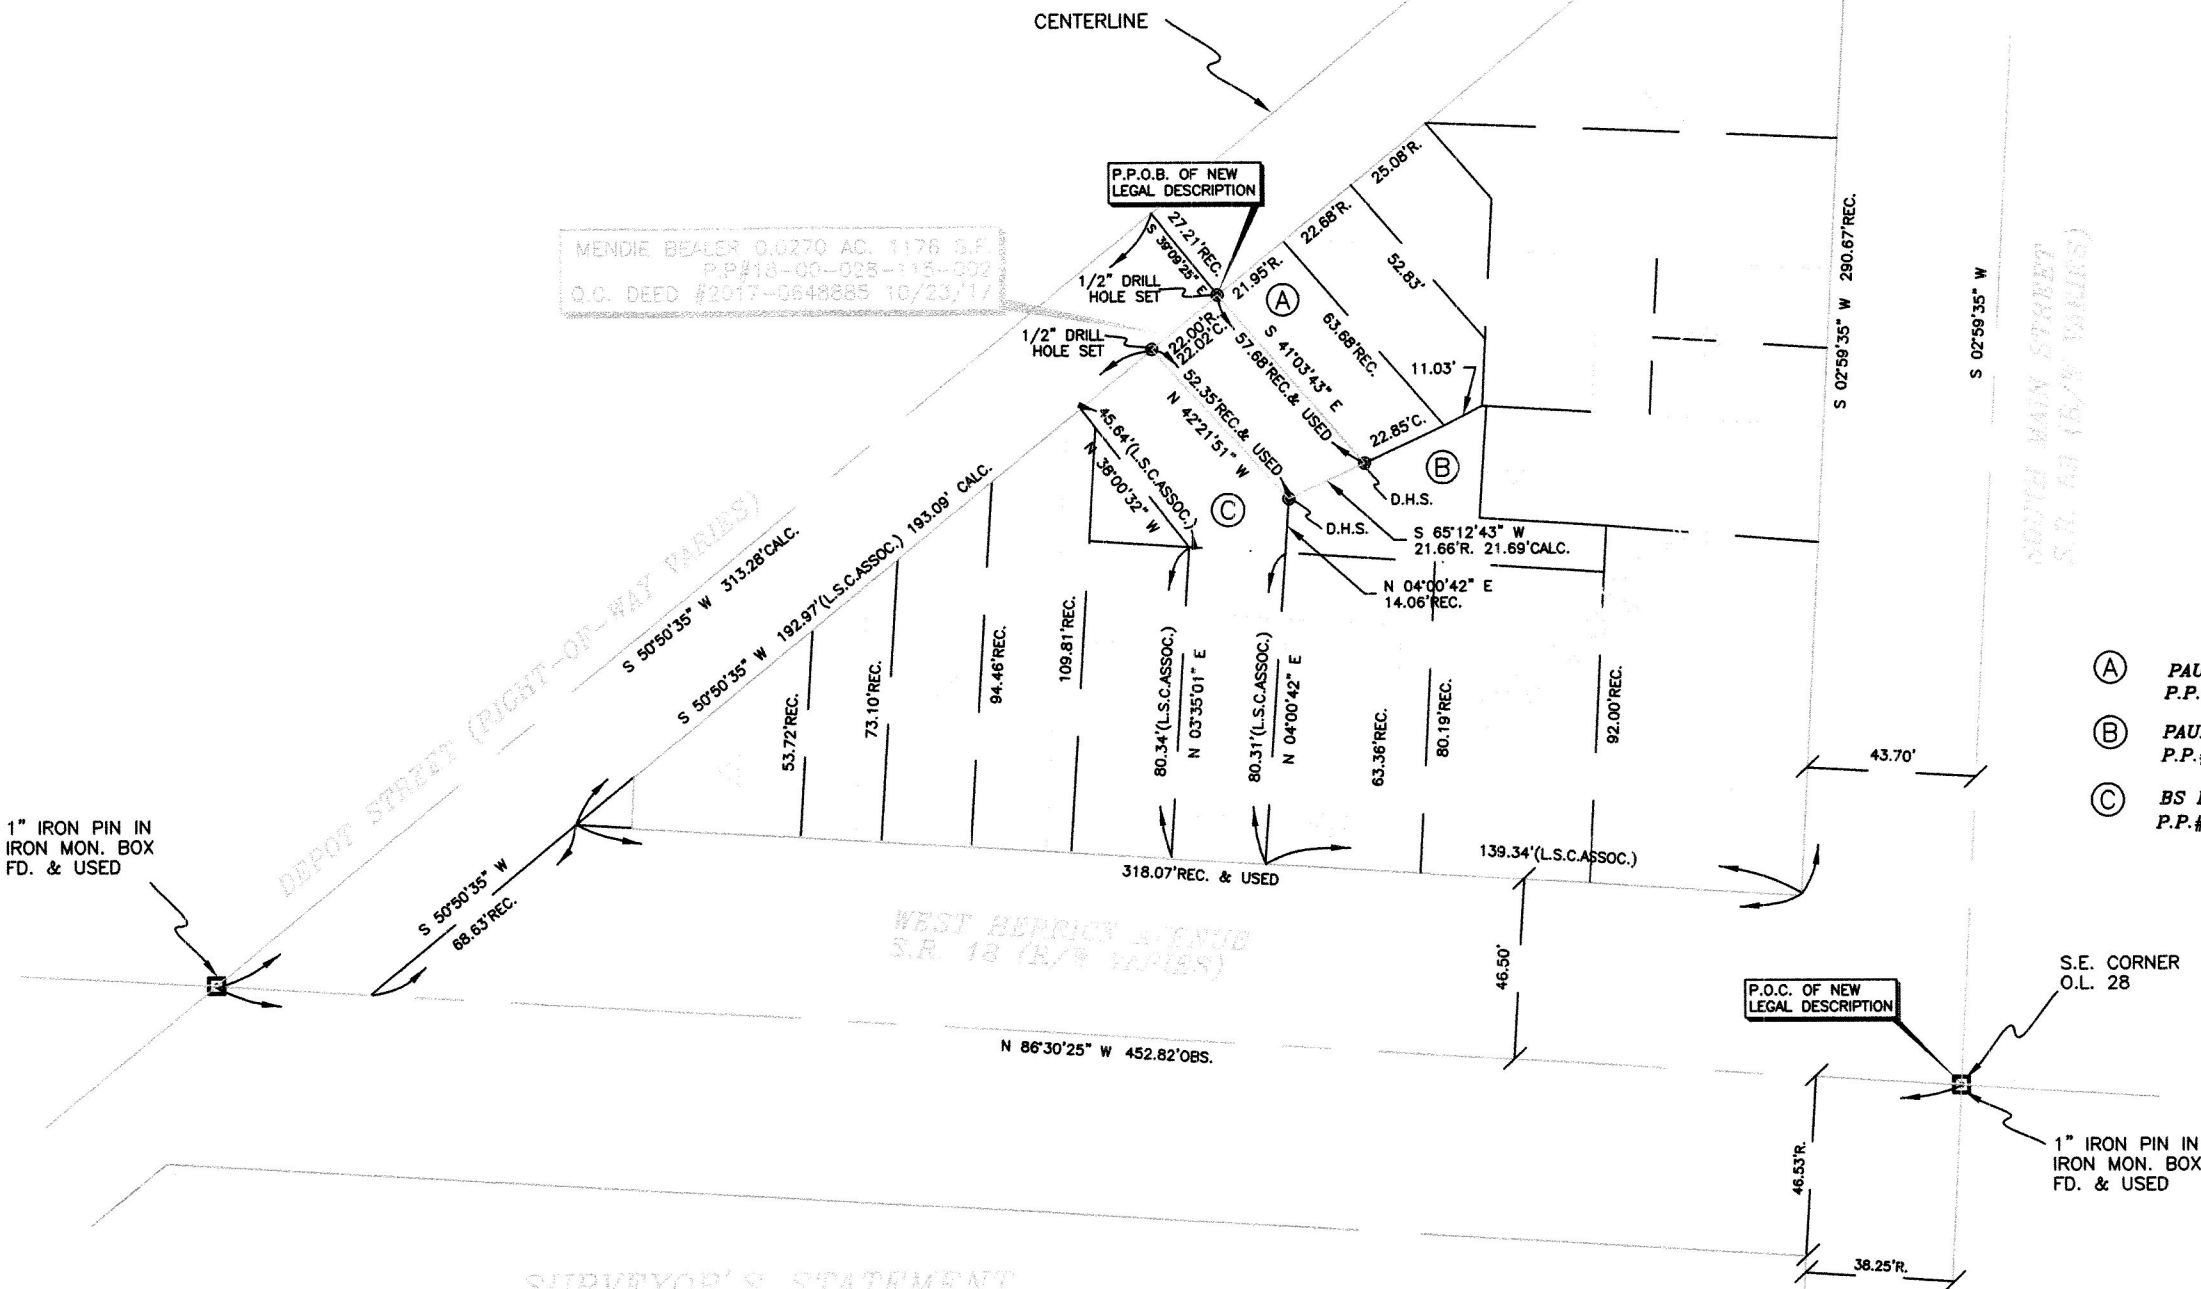 CENTERLINE
P.P.O.B. OF NEW
LEGAL DESCRIPTION
MENDIE BEALER 0.0270 AC. 1176 S.F.
P.P.#18-00-028-115-002
Q.C. DEED #2017-0648885 10/23/17
1/2" DRILL
HOLE SET
1/2" DRILL
HOLE SET
27.21'REC.
S 39°09'25" E
25.08'R.
22.68'R.
21.95'R.
52.83'
A
22.00'R.
22.02'C.
63.68'REC.
S 41°03'43" E
57.68'REC.& USED
52.35'REC.& USED
N 42°21'51" W
11.03'
22.85'C.
B
D.H.S.
D.H.S.
C
S 65°12'43" W
21.66'R. 21.69'CALC.
N 04°00'42" E
14.06'REC.
45.64'(L.S.C.ASSOC.)
N 38°00'32" W
S 02°59'35" W 290.67'REC.
S 02°59'35" W
SOUTH MAIN STREET
S.R. (R/W VARIES)
DEPOT STREET (RIGHT-OF-WAY VARIES)
S 50°50'35" W 313.28'CALC.
S 50°50'35" W 192.97'(L.S.C.ASSOC.) 193.09' CALC.
53.72'REC.
73.10'REC.
94.46'REC.
109.81'REC.
80.34'(L.S.C.ASSOC.)
N 03°35'01" E
80.31'(L.S.C.ASSOC.)
N 04°00'42" E
63.36'REC.
80.19'REC.
92.00'REC.
43.70'
A PAU
P.P.
B PAU
P.P.#
C BS
P.P.#
1" IRON PIN IN
IRON MON. BOX
FD. & USED
S 50°50'35" W
68.63'REC.
318.07'REC. & USED
139.34'(L.S.C.ASSOC.)
WEST HERRICK AVENUE
S.R. 18 (R/W VARIES)
46.50'
N 86°30'25" W 452.82'OBS.
P.O.C. OF NEW
LEGAL DESCRIPTION
S.E. CORNER
O.L. 28
1" IRON PIN IN
IRON MON. BOX
FD. & USED
46.53'R.
38.25'R.
SURVEYOR'S STATEMENT